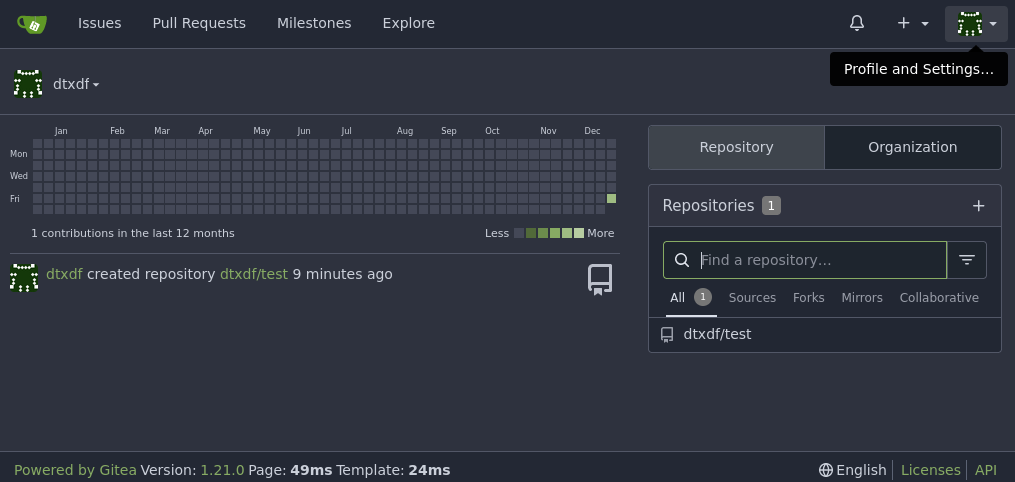 Issues Pull Requests Milestones Explore
Profile and Settings...
dtxdf
Jan Feb Mar Apr May Jun Jul Aug Sep Oct Nov Dec
Mon
Wed
Fri
1 contributions in the last 12 months
Less More
dtxdf created repository dtxdf/test 9 minutes ago
Repository Organization
Repositories 1
Find a repository...
All 1 Sources Forks Mirrors Collaborative
dtxdf/test
Powered by Gitea Version: 1.21.0 Page: 49ms Template: 24ms
English Licenses API